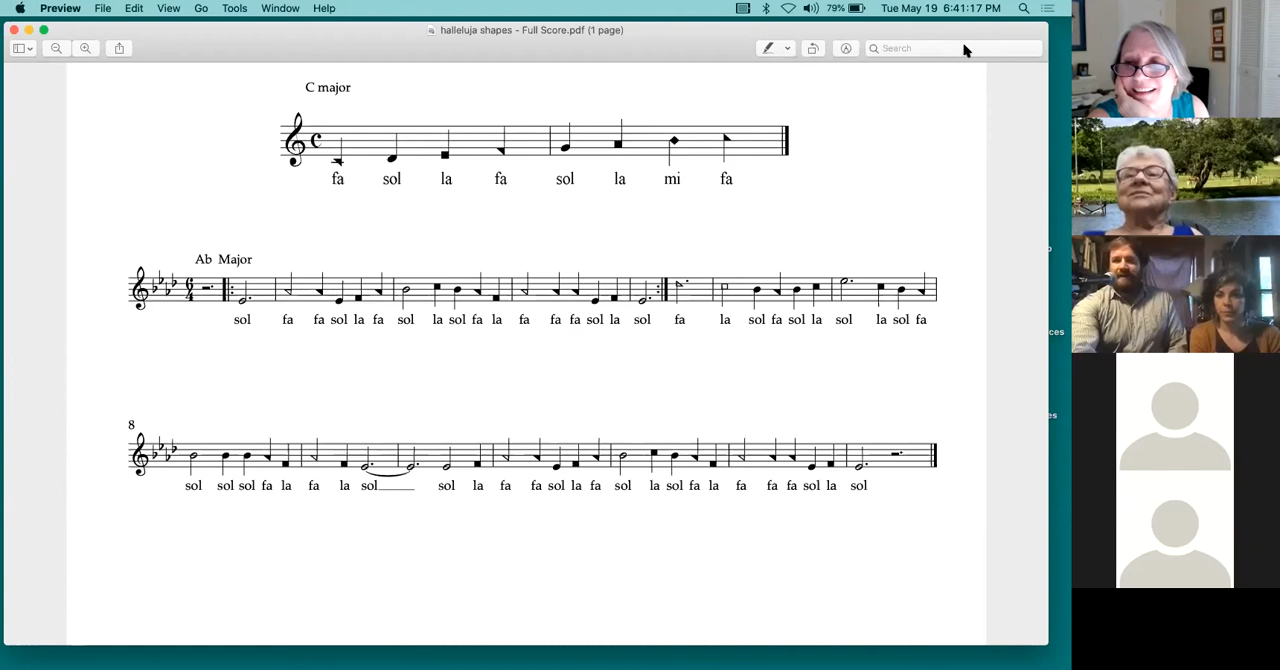 Preview File Edit View Go Tools Window Help 79% Tue May 19 6:41:17 PM
halleluja shapes - Full Score.pdf (1 page)
Search
C major
fa sol la fa sol la mi fa
Ab Major
sol fa fa sol la fa sol la sol fa la fa fa fa sol la sol fa la sol fa sol la sol la sol fa
8
sol sol sol fa la fa la sol____ sol la fa fa sol la fa sol la sol fa la fa fa fa sol la sol
ces
es